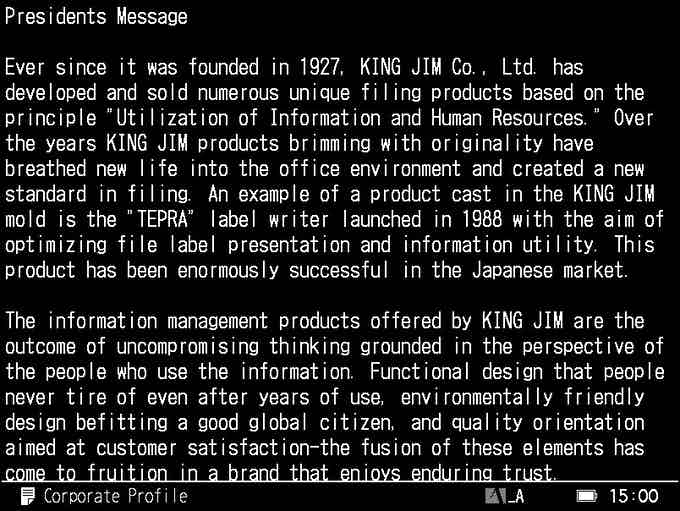 Presidents Message
Ever since it was founded in 1927, KING JIM Co., Ltd. has
developed and sold numerous unique filing products based on the
principle "Utilization of Information and Human Resources." Over
the years KING JIM products brimming with originality have
breathed new life into the office environment and created a new
standard in filing. An example of a product cast in the KING JIM
mold is the "TEPRA" label writer launched in 1988 with the aim of
optimizing file label presentation and information utility. This
product has been enormously successful in the Japanese market.
The information management products offered by KING JIM are the
outcome of uncompromising thinking grounded in the perspective of
the people who use the information. Functional design that people
never tire of even after years of use, environmentally friendly
design befitting a good global citizen, and quality orientation
aimed at customer satisfaction—the fusion of these elements has
come to fruition in a brand that enjoys enduring trust.
Corporate Profile _A 15:00